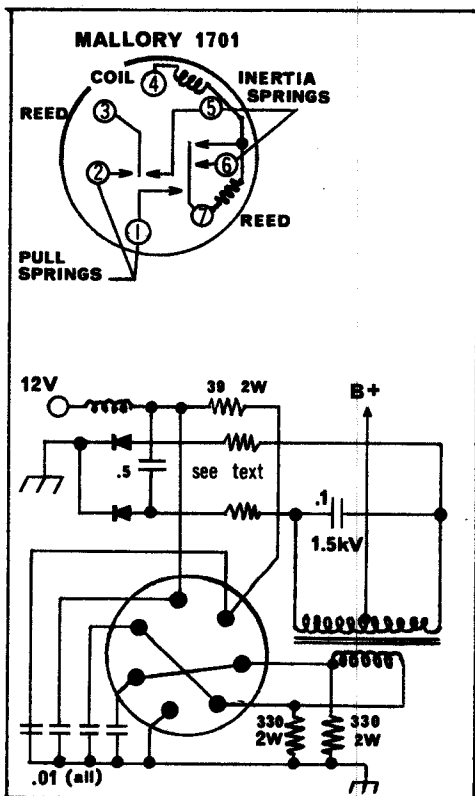 MALLORY 1701
COIL
INERTIA
SPRINGS
REED
4
3
5
2
6
7
1
REED
PULL
SPRINGS
12V
39 2W
B+
.5
see text
.1
1.5kV
330
2W
330
2W
.01 (all)